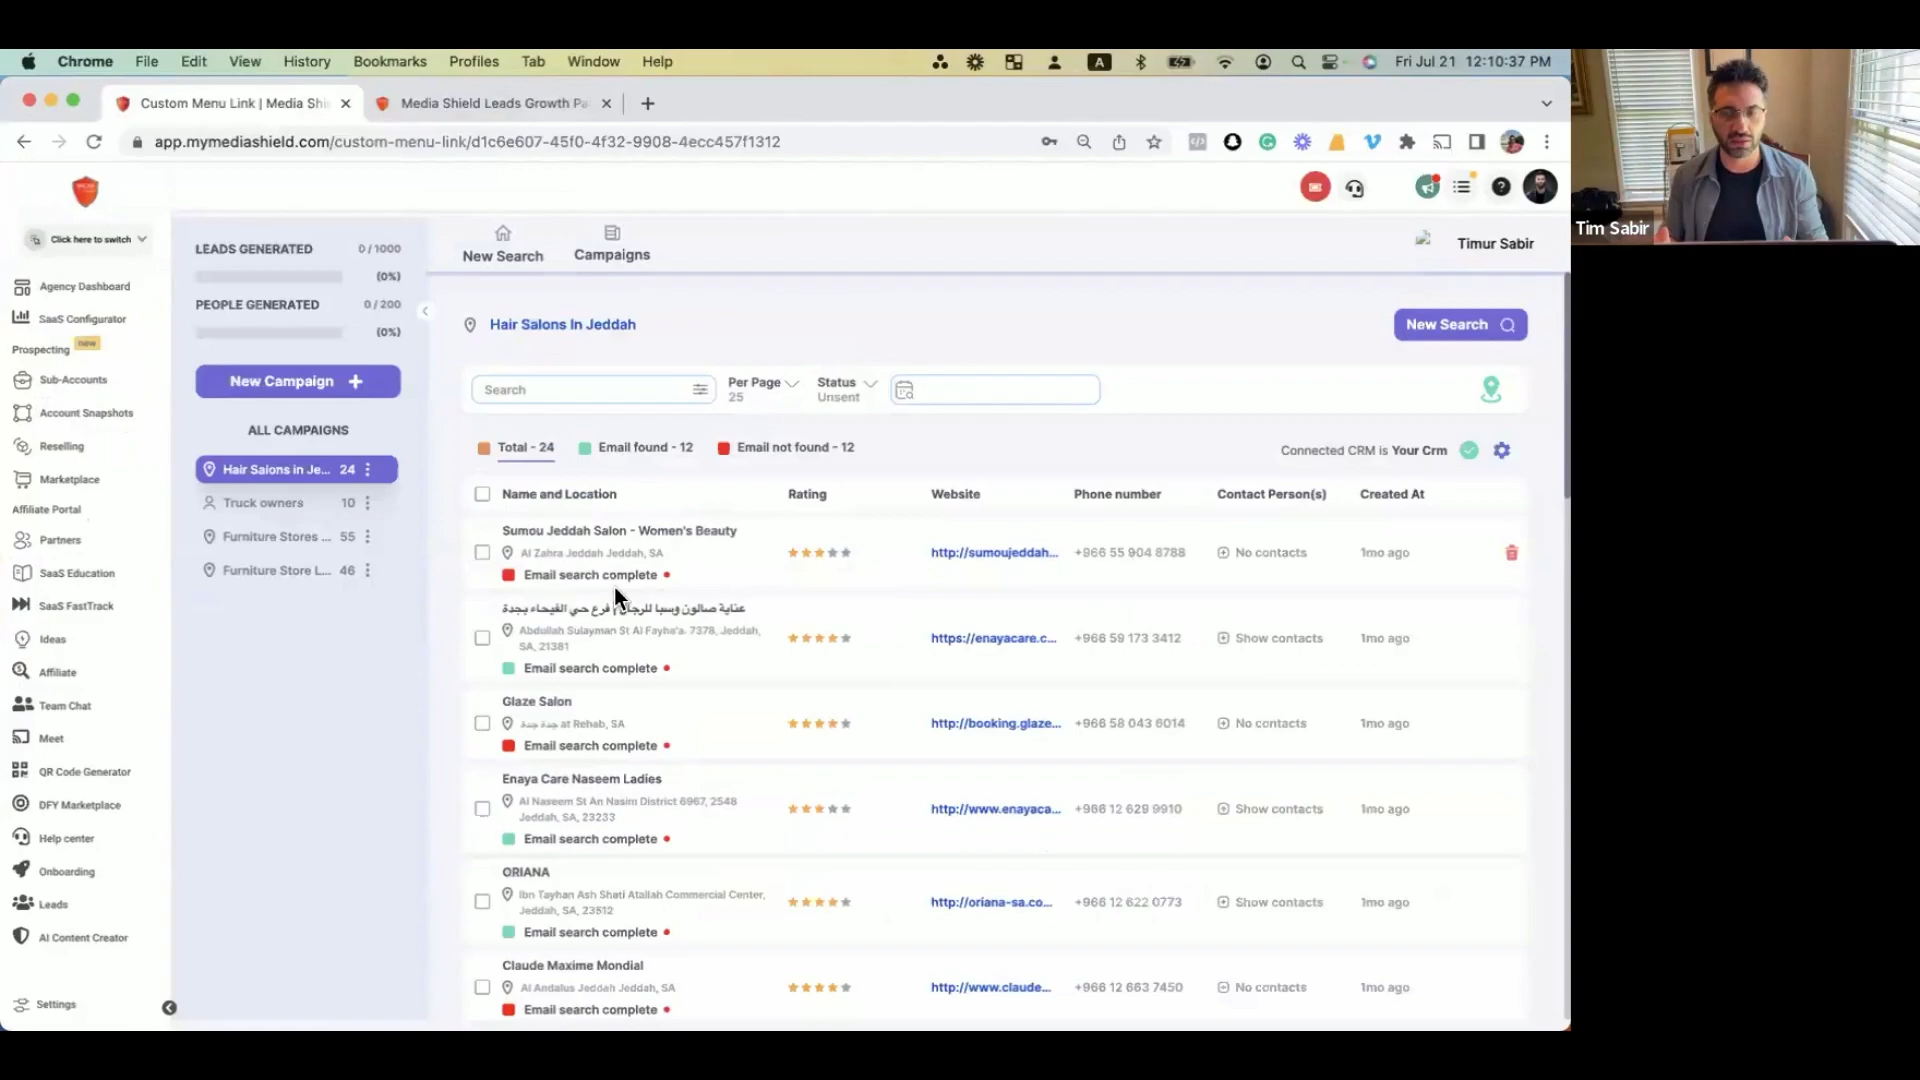 Chrome File Edit View History Bookmarks Profiles Tab Window Help
A
Fri Jul 21 12:10:37 PM
Custom Menu Link | Media Shi
Media Shield Leads Growth Pa
app.mymediashield.com/custom-menu-link/d1c6e607-45f0-4f32-9908-4ecc457f1312
Tim Sabir
Click here to switch
Agency Dashboard
SaaS Configurator
Prospecting new
Sub-Accounts
Account Snapshots
Reselling
Marketplace
Affiliate Portal
Partners
SaaS Education
SaaS FastTrack
Ideas
Affiliate
Team Chat
Meet
QR Code Generator
DFY Marketplace
Help center
Onboarding
Leads
AI Content Creator
Settings
LEADS GENERATED 0 / 1000
(0%)
PEOPLE GENERATED 0 / 200
(0%)
New Campaign +
ALL CAMPAIGNS
Hair Salons in Je... 24
Truck owners 10
Furniture Stores ... 55
Furniture Store L... 46
New Search
Campaigns
Timur Sabir
Hair Salons In Jeddah
New Search
Search
Per Page
25
Status
Unsent
Total - 24
Email found - 12
Email not found - 12
Connected CRM is Your Crm
Name and Location Rating Website Phone number Contact Person(s) Created At
Sumou Jeddah Salon - Women's Beauty
Al Zahra Jeddah Jeddah, SA
http://sumoujeddah... +966 55 904 8788 No contacts 1mo ago
Email search complete
عناية صالون وسبا للرجال | فرع حي الفيحاء بجدة
Abdullah Sulayman St Al Fayha'a. 7378, Jeddah,
SA, 21381
https://enayacare.c... +966 59 173 3412 Show contacts 1mo ago
Email search complete
Glaze Salon
جدة جدة at Rehab, SA
http://booking.glaze... +966 58 043 6014 No contacts 1mo ago
Email search complete
Enaya Care Naseem Ladies
Al Naseem St An Nasim District 6967, 2548
Jeddah, SA, 23233
http://www.enayaca... +966 12 629 9910 Show contacts 1mo ago
Email search complete
ORIANA
Ibn Tayhan Ash Shati Atallah Commercial Center,
Jeddah, SA, 23512
http://oriana-sa.co... +966 12 622 0773 Show contacts 1mo ago
Email search complete
Claude Maxime Mondial
Al Andalus Jeddah Jeddah, SA
http://www.claude... +966 12 663 7450 No contacts 1mo ago
Email search complete